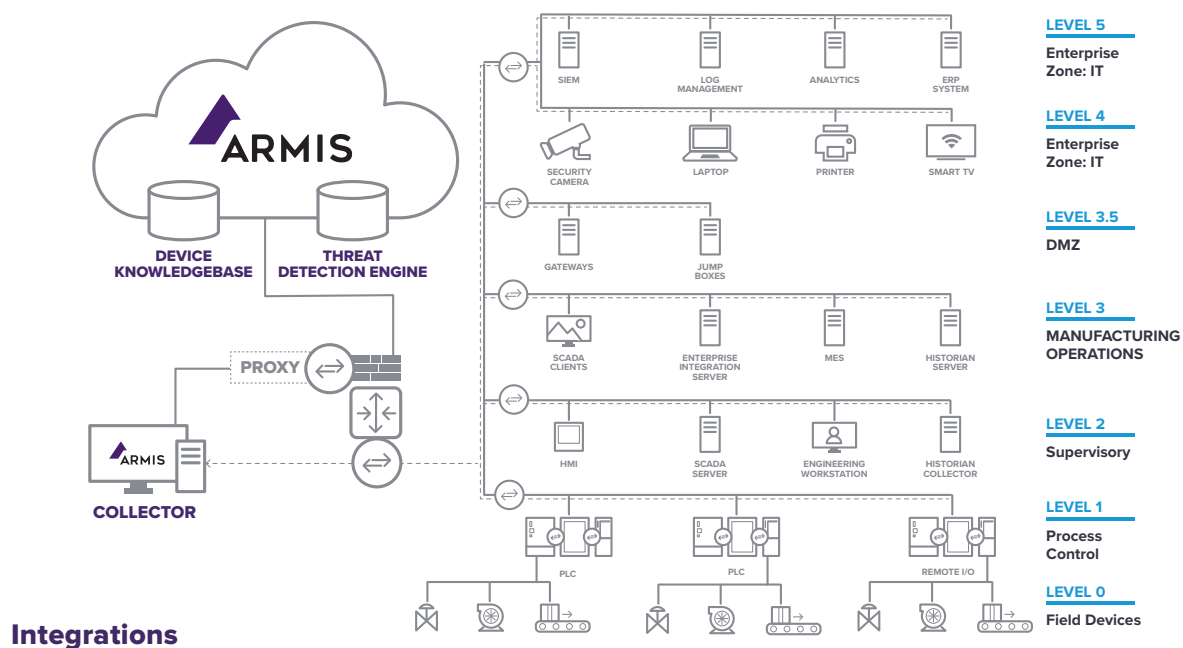 ARMIS
DEVICE
KNOWLEDGEBASE
THREAT
DETECTION ENGINE
PROXY
ARMIS
COLLECTOR
SIEM
LOG
MANAGEMENT
ANALYTICS
ERP
SYSTEM
LEVEL 5
Enterprise
Zone: IT
SECURITY
CAMERA
LAPTOP
PRINTER
SMART TV
LEVEL 4
Enterprise
Zone: IT
GATEWAYS
JUMP
BOXES
LEVEL 3.5
DMZ
SCADA
CLIENTS
ENTERPRISE
INTEGRATION
SERVER
MES
HISTORIAN
SERVER
LEVEL 3
MANUFACTURING
OPERATIONS
HMI
SCADA
SERVER
ENGINEERING
WORKSTATION
HISTORIAN
COLLECTOR
LEVEL 2
Supervisory
PLC
PLC
REMOTE I/O
LEVEL 1
Process
Control
LEVEL 0
Field Devices
Integrations